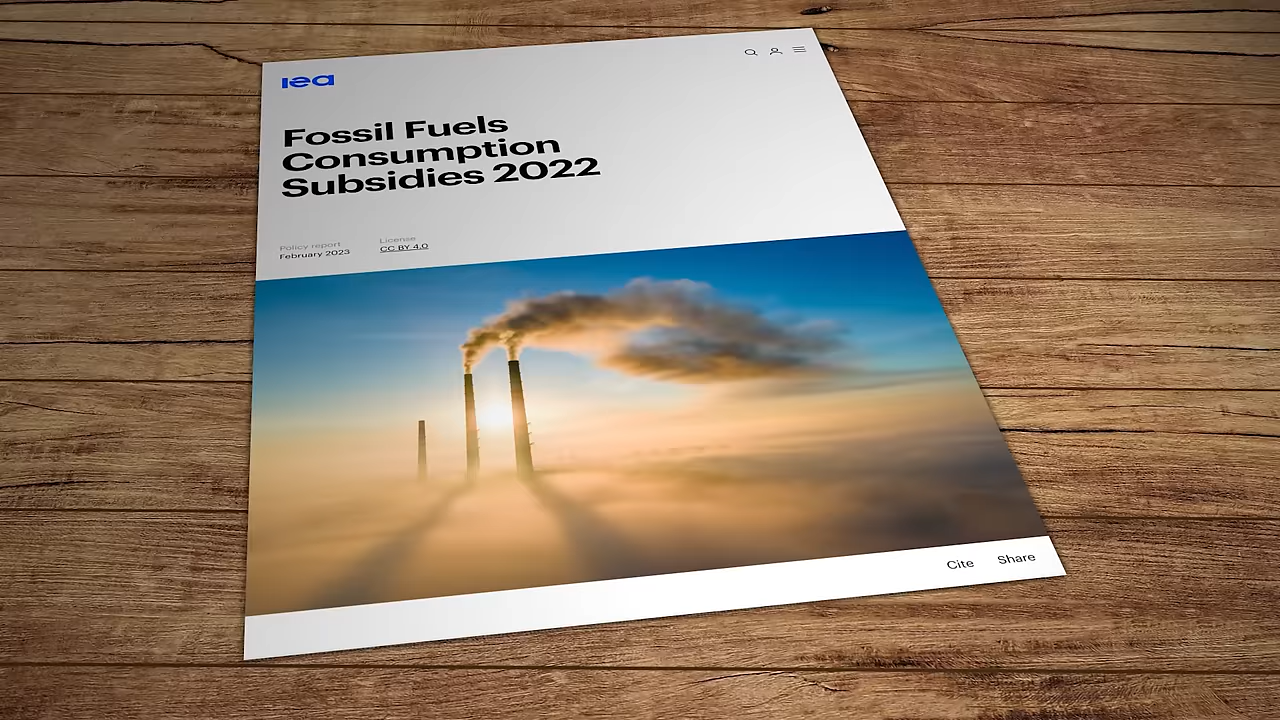 iea
Fossil Fuels
Consumption
Subsidies 2022
Policy report
February 2023
License
CC BY 4.0
Cite
Share